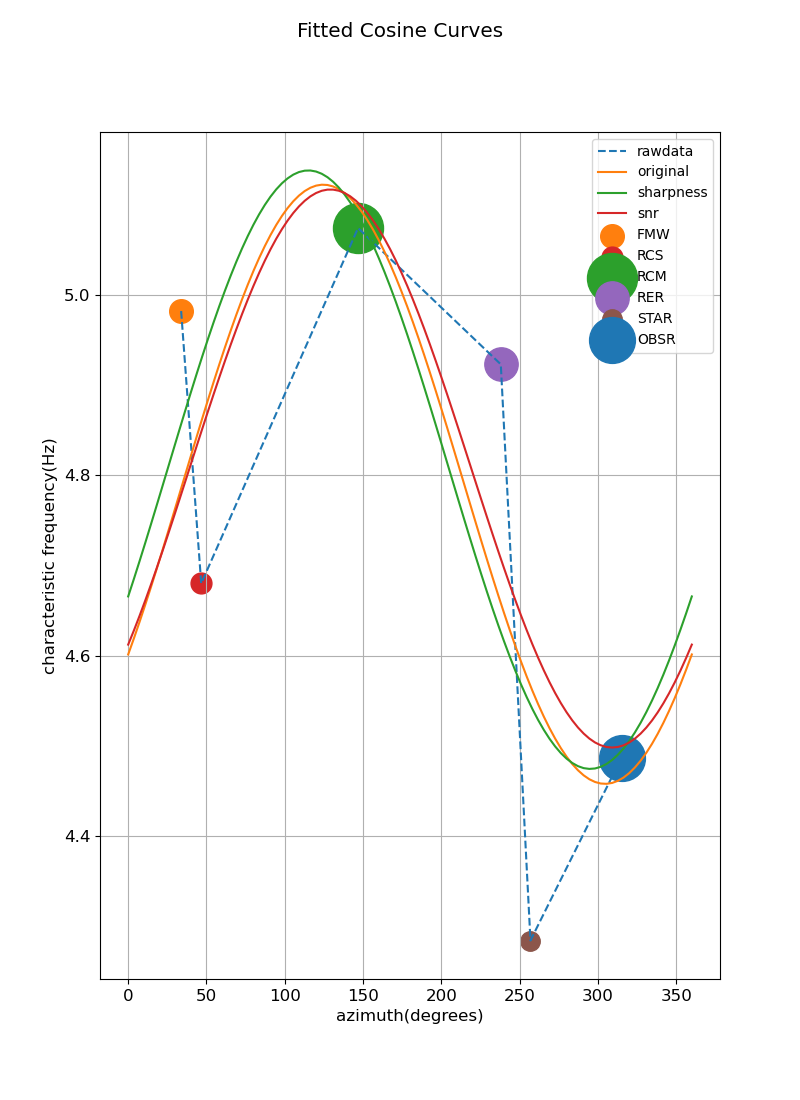 Fitted Cosine Curves
rawdata
original
sharpness
snr
FMW
RCS
RCM
RER
STAR
OBSR
characteristic frequency(Hz)
5.0
4.8
4.6
4.4
0 50 100 150 200 250 300 350
azimuth(degrees)